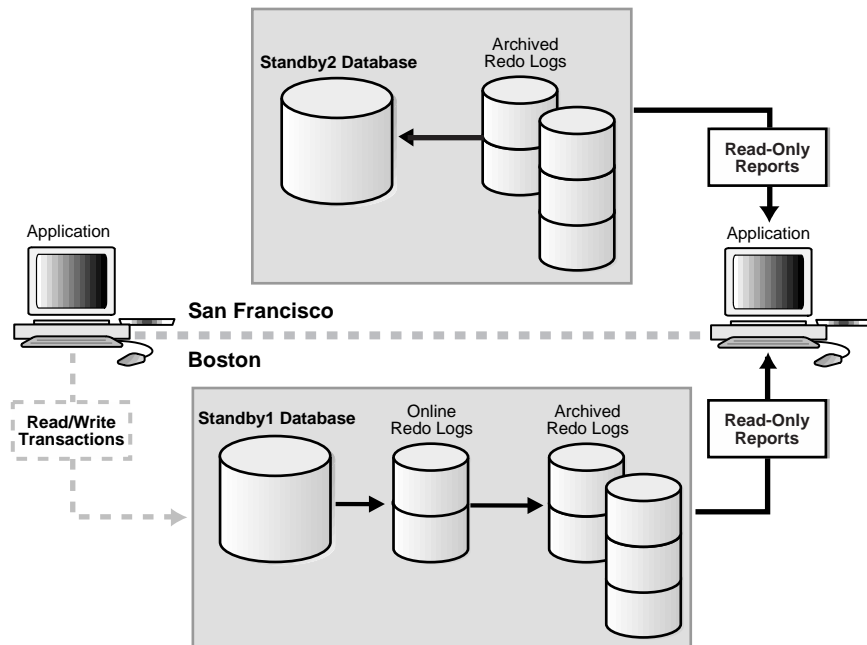 Standby2 Database
Archived
Redo Logs
Read-Only
Reports
Application
Application
San Francisco
Boston
Read/Write
Transactions
Standby1 Database
Online
Redo Logs
Archived
Redo Logs
Read-Only
Reports